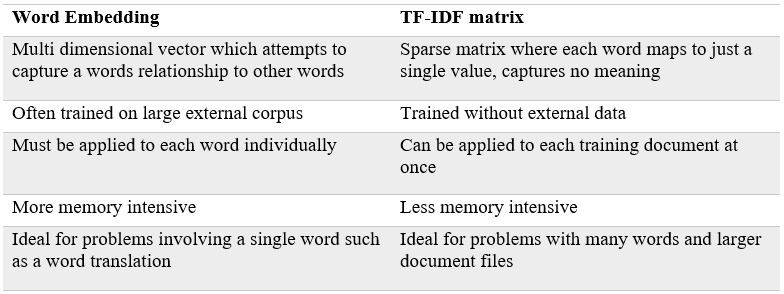 Word Embedding
TF-IDF matrix
Multi dimensional vector which attempts to
capture a words relationship to other words
Sparse matrix where each word maps to just a
single value, captures no meaning
Often trained on large external corpus
Trained without external data
Must be applied to each word individually
Can be applied to each training document at
once
More memory intensive
Less memory intensive
Ideal for problems involving a single word such
as a word translation
Ideal for problems with many words and larger
document files